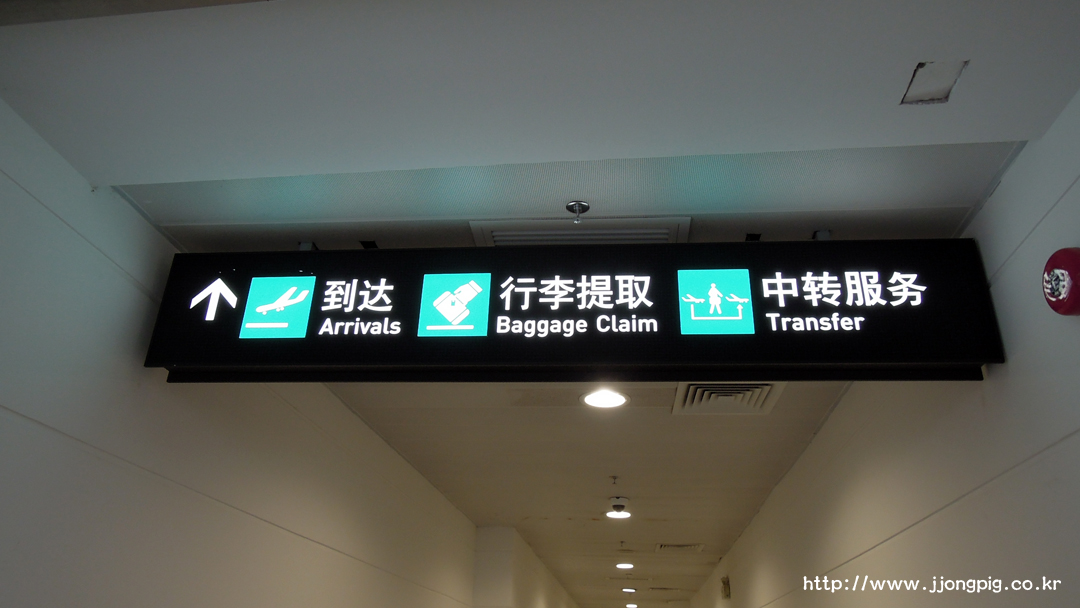 到达
Arrivals
行李提取
Baggage Claim
中转服务
Transfer
http://www.jjongpig.co.kr